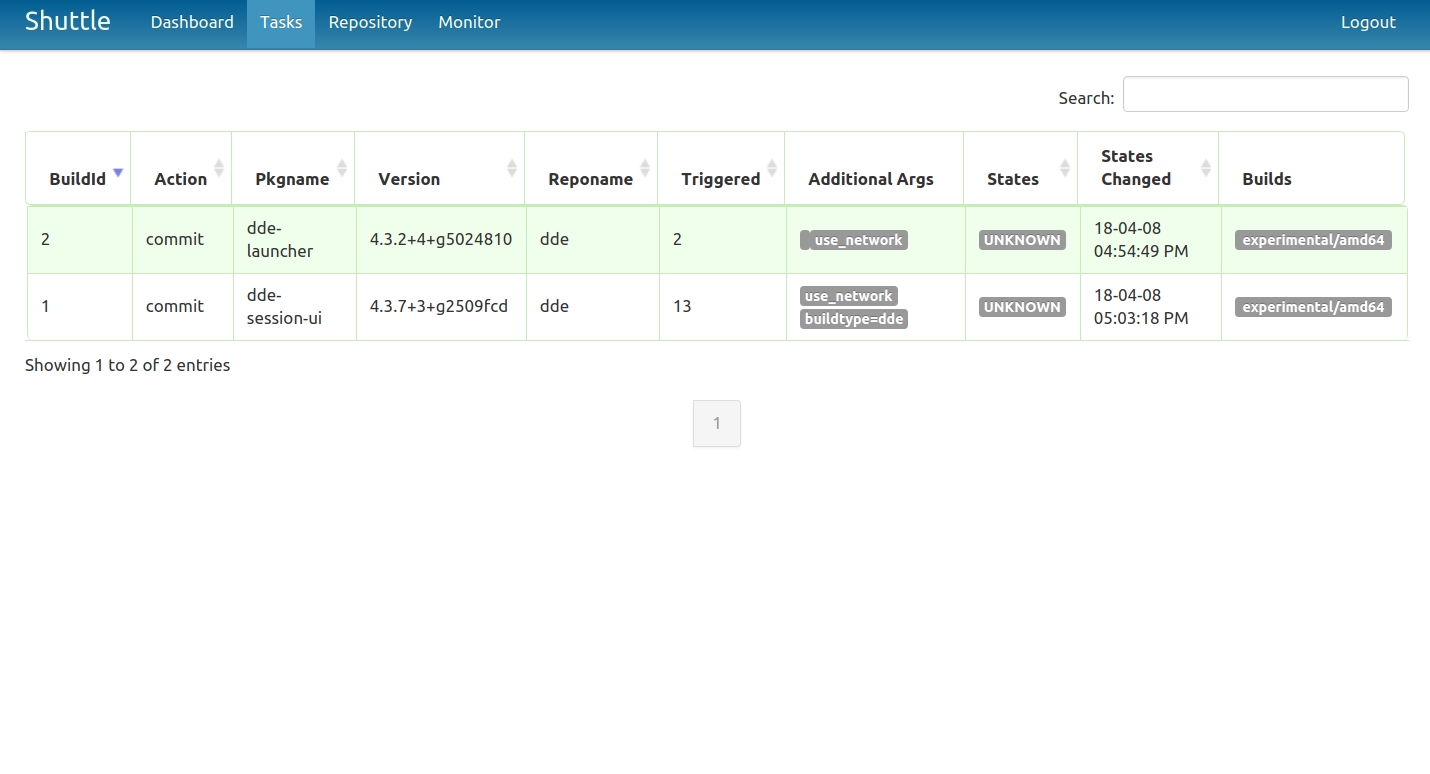 Shuttle Dashboard Tasks Repository Monitor Logout
Search:
BuildId Action Pkgname Version Reponame Triggered Additional Args States States Changed Builds
2 commit dde-launcher 4.3.2+4+g5024810 dde 2 use_network UNKNOWN 18-04-08 04:54:49 PM experimental/amd64
1 commit dde-session-ui 4.3.7+3+g2509fcd dde 13 use_network buildtype=dde UNKNOWN 18-04-08 05:03:18 PM experimental/amd64
Showing 1 to 2 of 2 entries
1